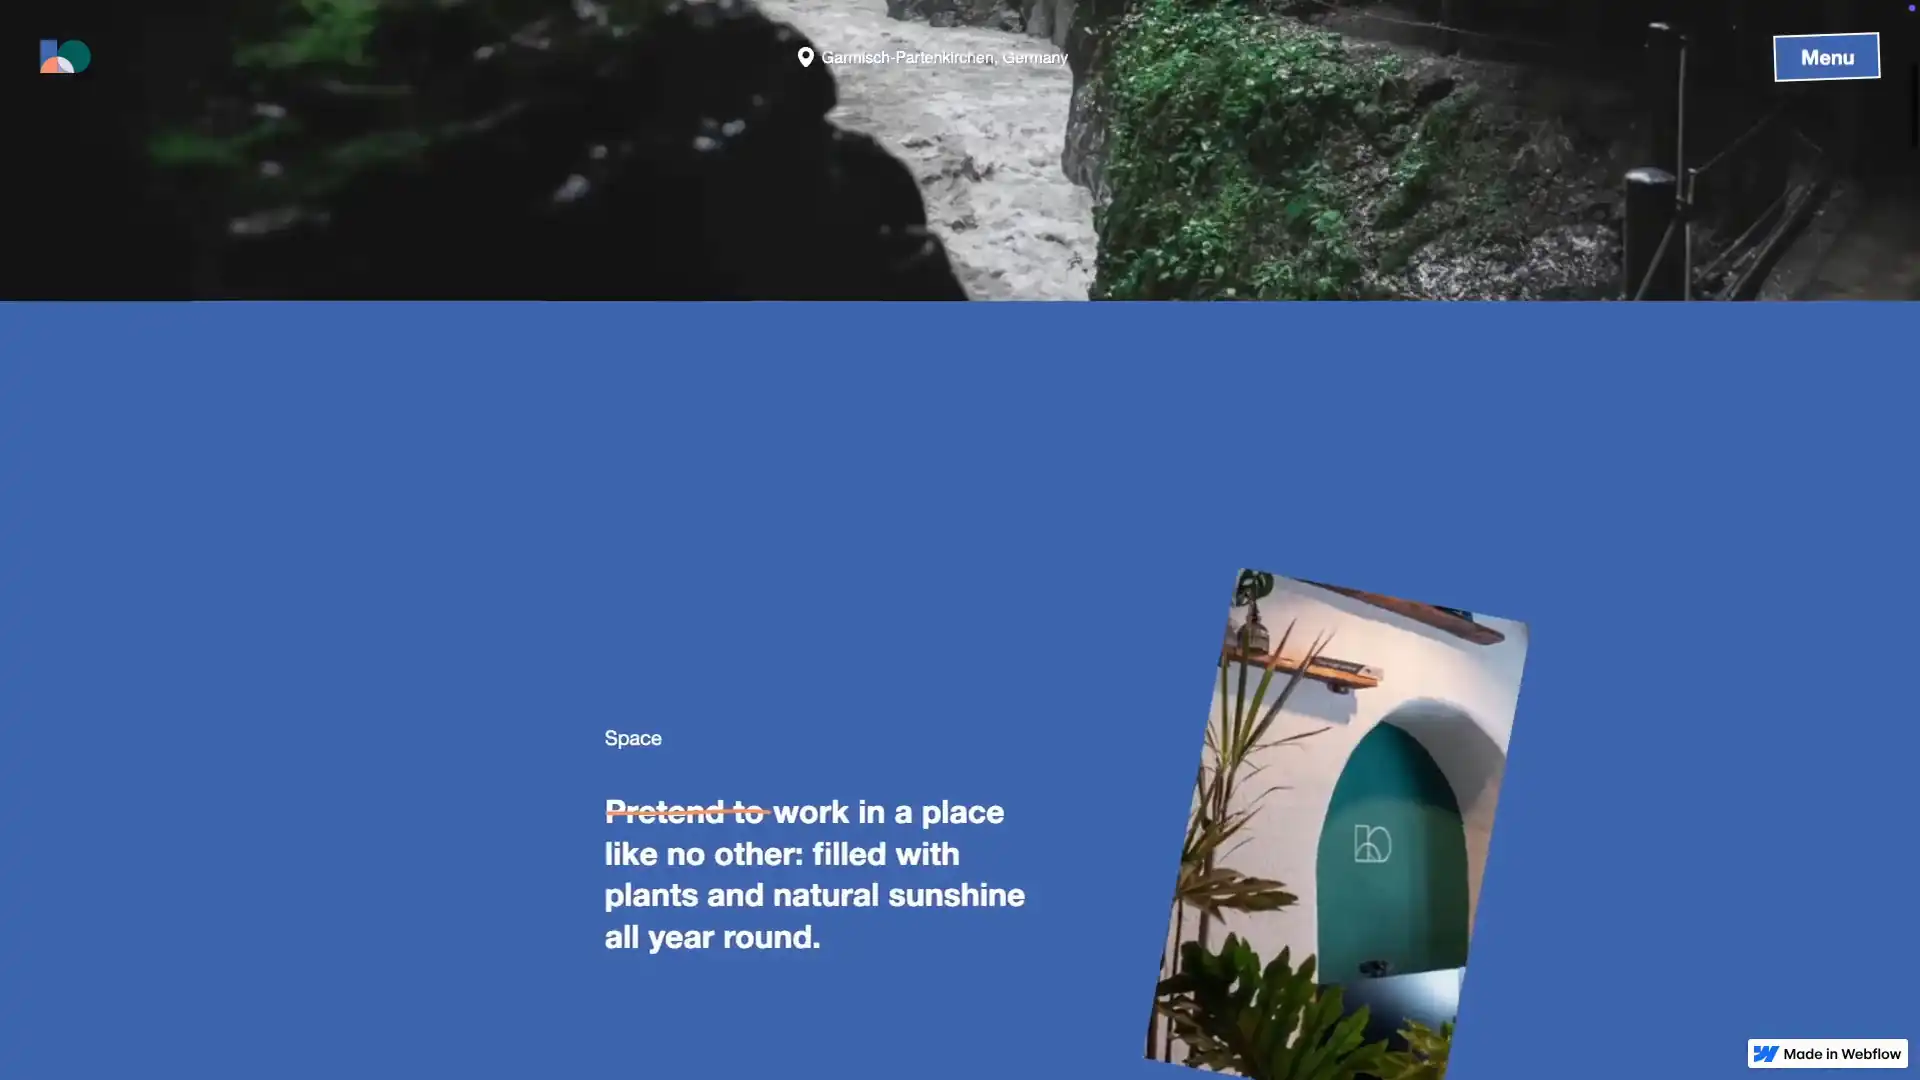 Garmisch-Partenkirchen, Germany
Menu
Space
Pretend to work in a place
like no other: filled with
plants and natural sunshine
all year round.
Made in Webflow